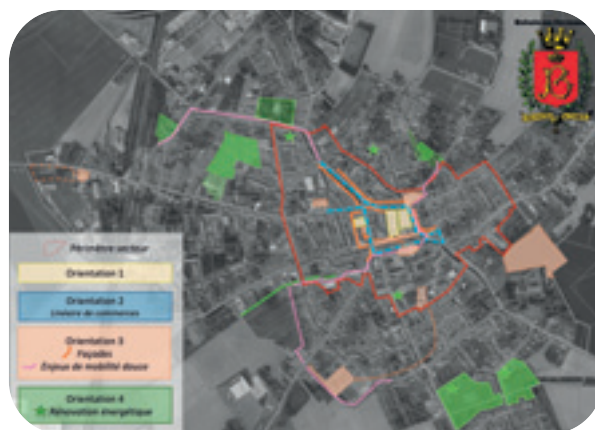 Périmètre secteur
Orientation 1
Orientation 2
Linéaire de commerces
Orientation 3
Façades
Enjeux de mobilité douce
Orientation 4
Rénovation énergétique